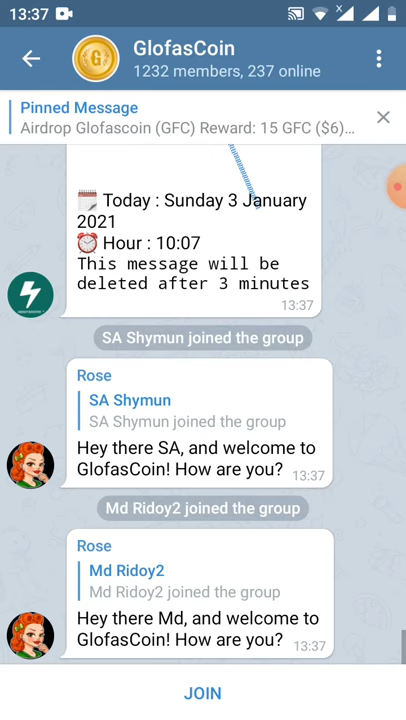 13:37
GlofasCoin
1232 members, 237 online
Pinned Message
Airdrop Glofascoin (GFC) Reward: 15 GFC ($6)...
Today : Sunday 3 January
2021
Hour : 10:07
This message will be
deleted after 3 minutes
13:37
SA Shymun joined the group
Rose
SA Shymun
SA Shymun joined the group
Hey there SA, and welcome to
GlofasCoin! How are you?
13:37
Md Ridoy2 joined the group
Rose
Md Ridoy2
Md Ridoy2 joined the group
Hey there Md, and welcome to
GlofasCoin! How are you?
13:37
JOIN